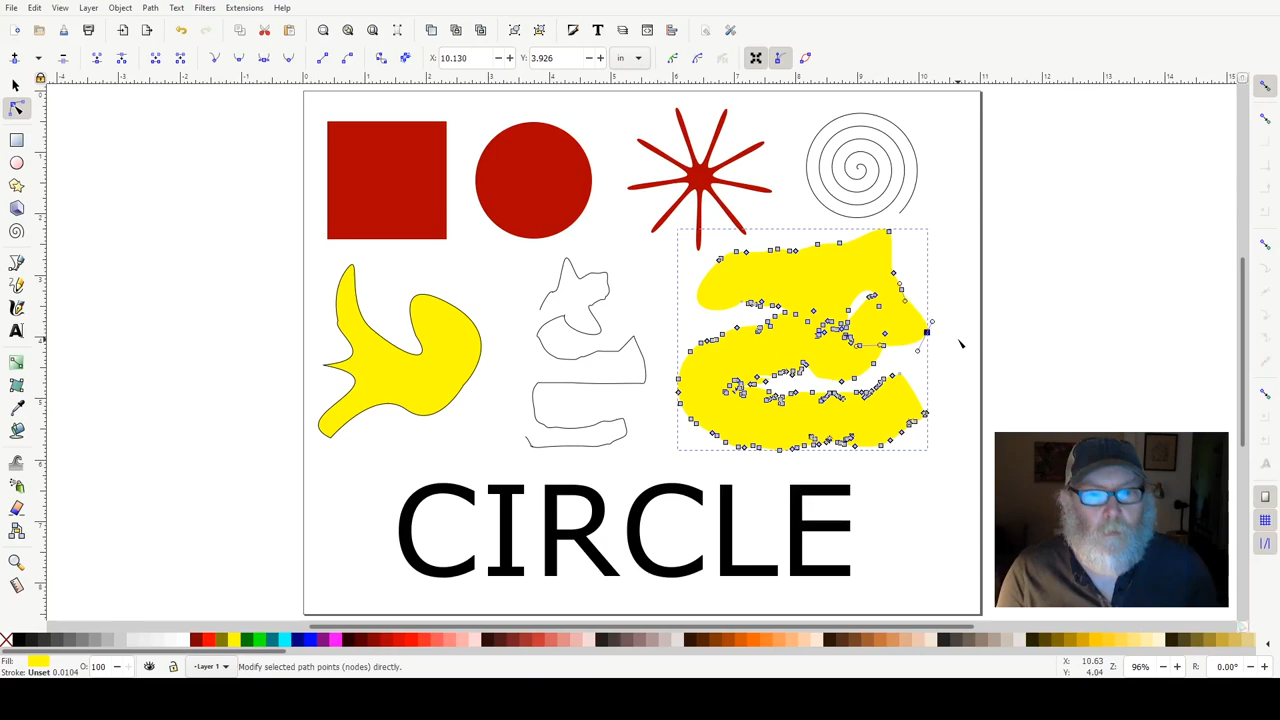 File Edit View Layer Object Path Text Filters Extensions Help
X: 10.130 Y: 3.926 in
CIRCLE
Fill:
Stroke: Unset 0.0104
O: 100
-Layer 1
Modify selected path points (nodes) directly.
X: 10.63
Y: 4.04
Z: 96%
R: 0.00°